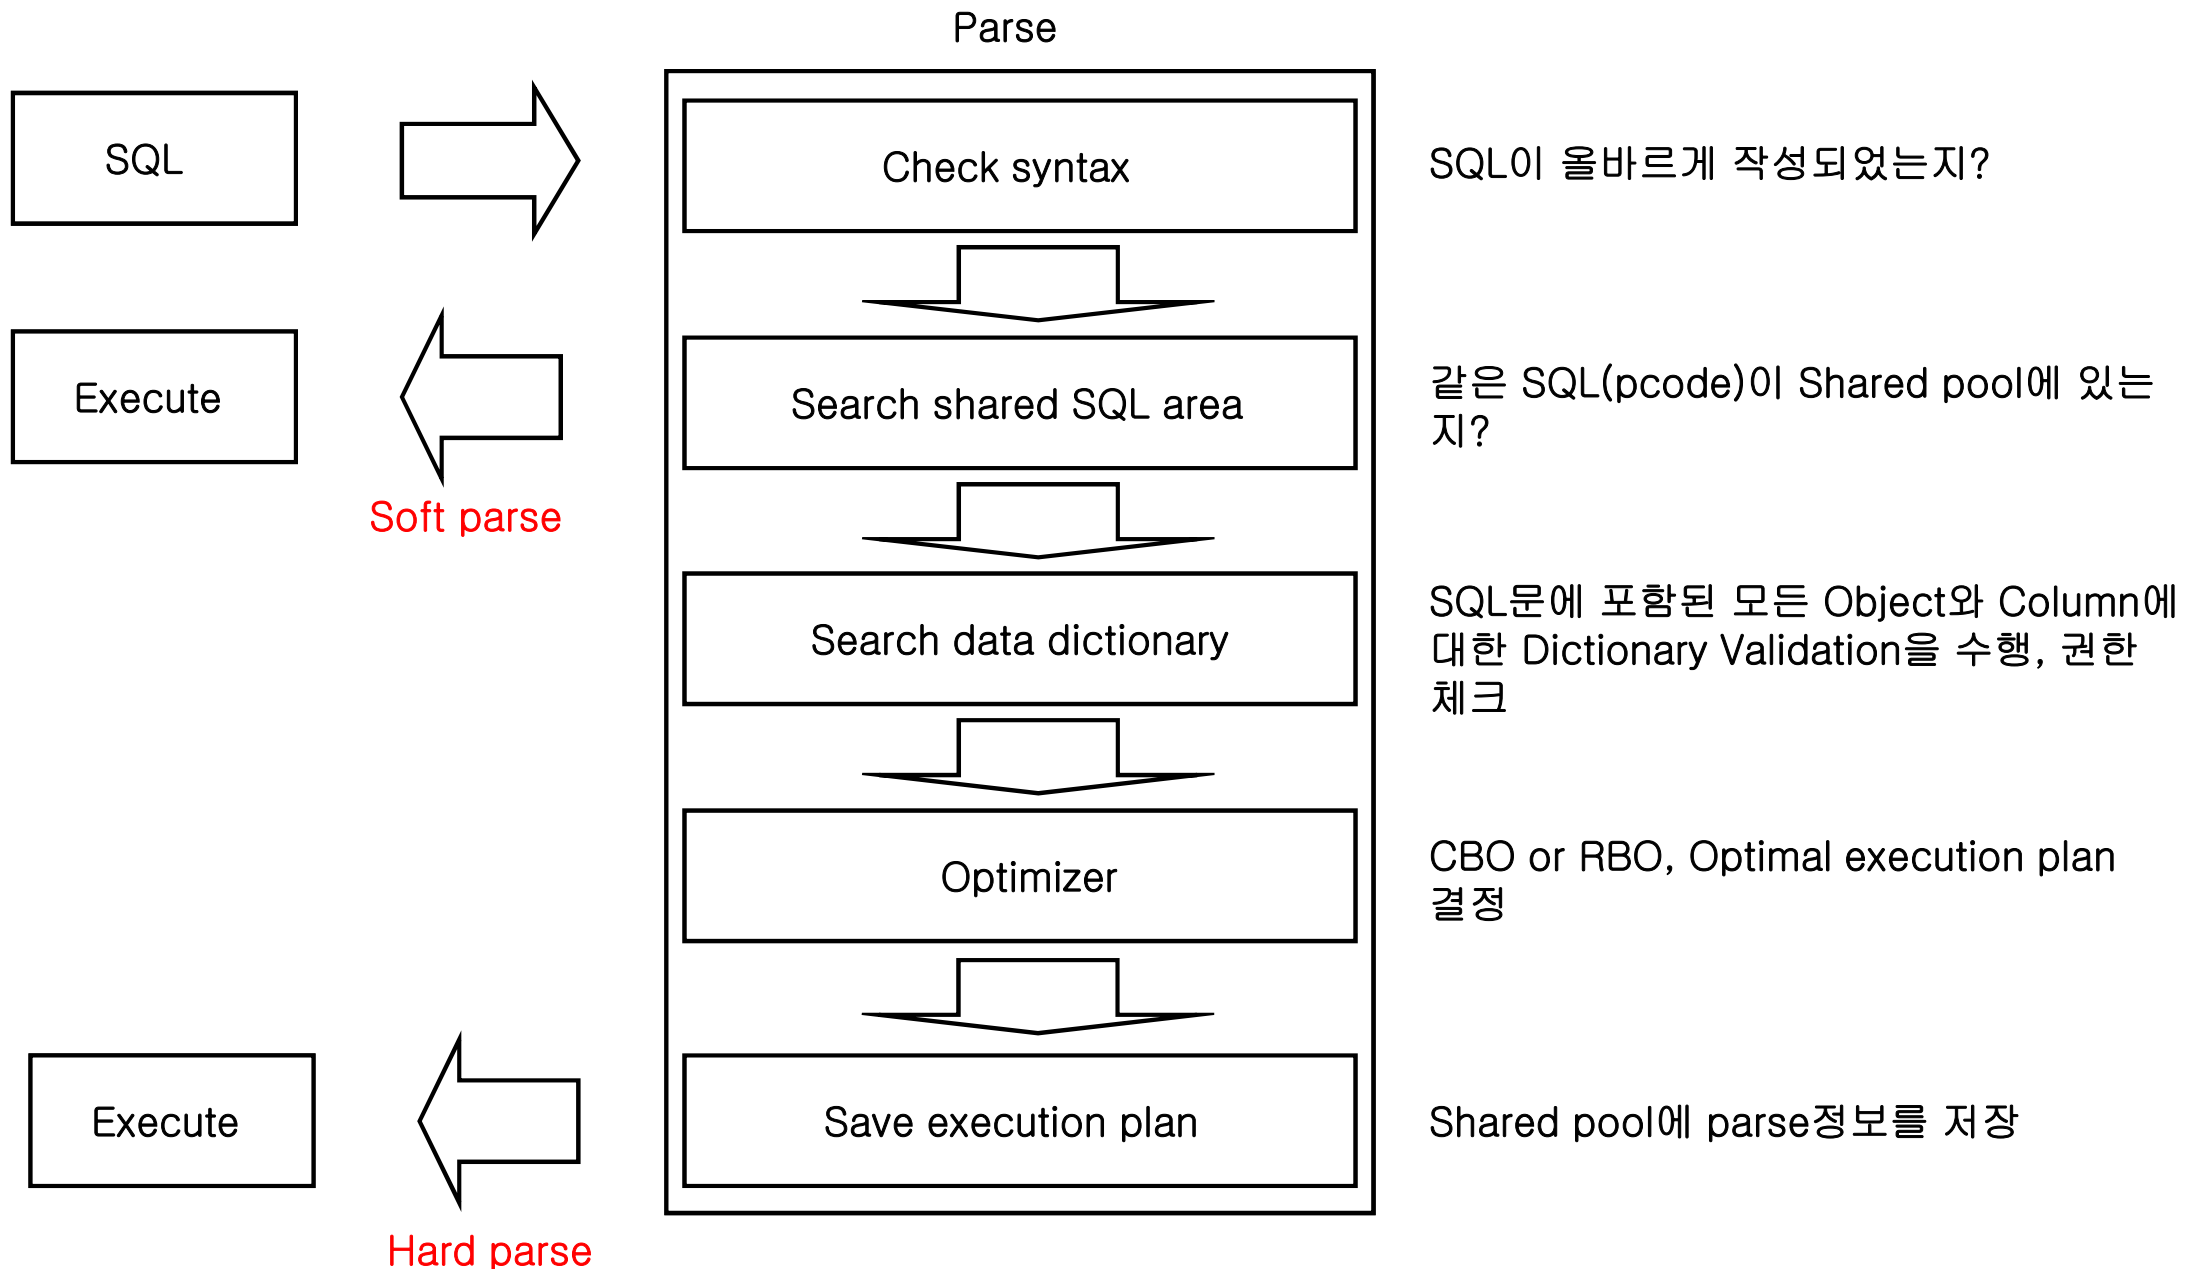 Parse
SQL
Check syntax
SQL이 올바르게 작성되었는지?
Execute
Search shared SQL area
같은 SQL(pcode)이 Shared pool에 있는
지?
Soft parse
Search data dictionary
SQL문에 포함된 모든 Object와 Column에
대한 Dictionary Validation을 수행, 권한
체크
Optimizer
CBO or RBO, Optimal execution plan
결정
Execute
Save execution plan
Shared pool에 parse정보를 저장
Hard parse